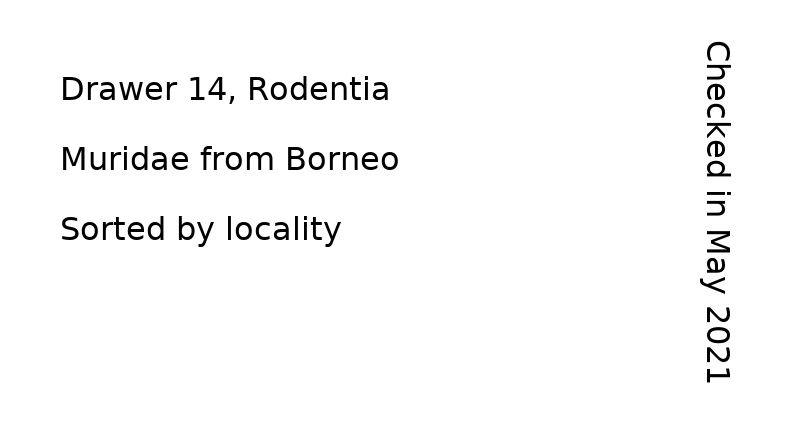 Drawer 14, Rodentia
Muridae from Borneo
Sorted by locality
Checked in May 2021